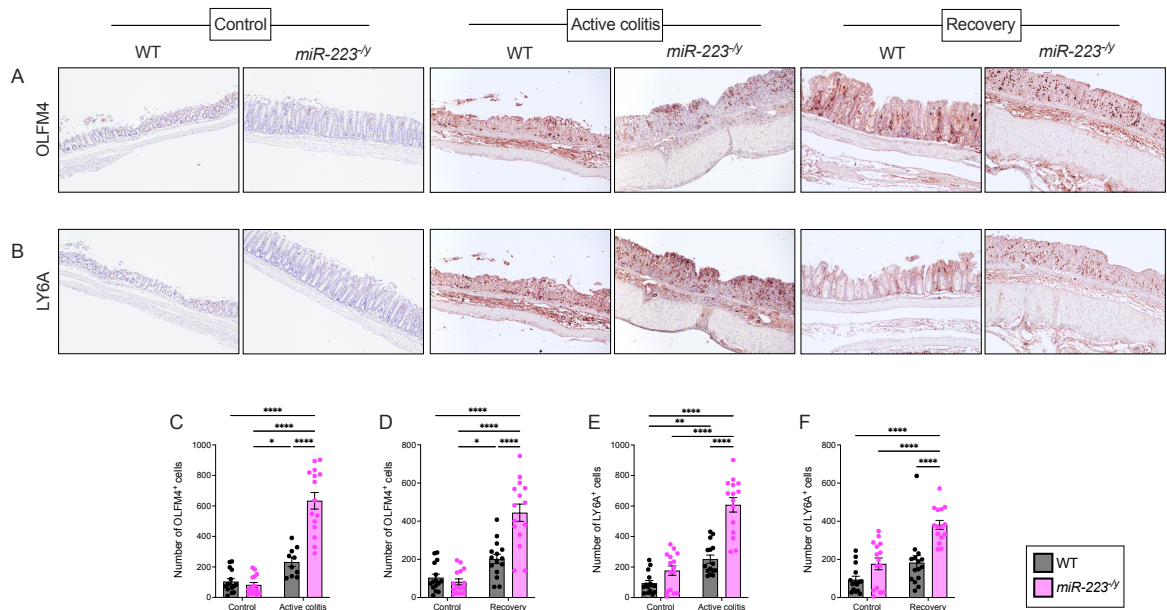 Control
Active colitis
Recovery
WT
miR-223-/y
WT
miR-223-/y
WT
miR-223-/y
A
OLFM4
B
LY6A
C
****
****
* ****
Number of OLFM4+ cells
1000
800
600
400
200
0
Control
Active colitis
D
****
****
* ****
Number of OLFM4+ cells
800
600
400
200
0
Control
Recovery
E
****
**
****
****
Number of LY6A+ cells
1000
800
600
400
200
0
Control
Active colitis
F
****
****
****
Number of LY6A+ cells
800
600
400
200
0
Control
Recovery
WT
miR-223-/y